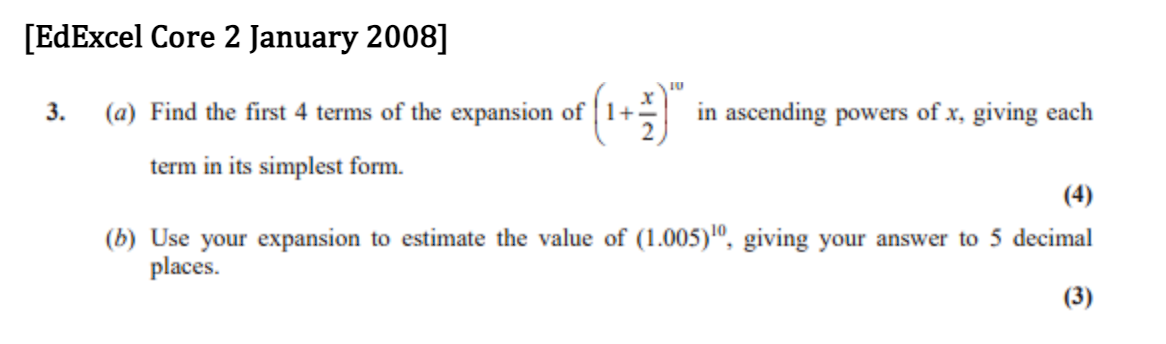 [EdExcel Core 2 January 2008]
3. (a) Find the first 4 terms of the expansion of (1+x/2)^10 in ascending powers of x, giving each
term in its simplest form.
(4)
(b) Use your expansion to estimate the value of (1.005)^10, giving your answer to 5 decimal
places.
(3)